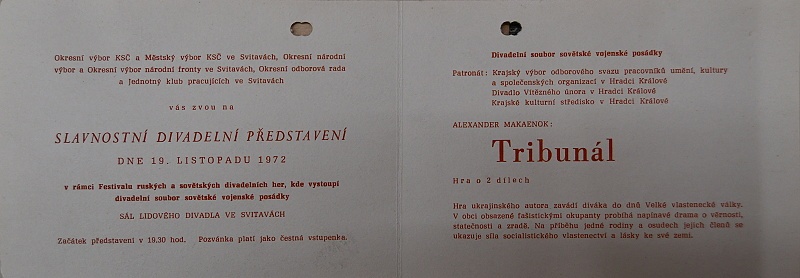 Okresní výbor KSČ a Městský výbor KSČ ve Svitavách, Okresní národní
výbor a Okresní výbor národní fronty ve Svitavách, Okresní odborová rada
a Jednotný klub pracujících ve Svitavách
vás zvou na
SLAVNOSTNÍ DIVADELNÍ PŘEDSTAVENÍ
DNE 19. LISTOPADU 1972
v rámci Festivalu ruských a sovětských divadelních her, kde vystoupí
divadelní soubor sovětské vojenské posádky
SÁL LIDOVÉHO DIVADLA VE SVITAVÁCH
Začátek představení v 19,30 hod. Pozvánka platí jako čestná vstupenka.
Divadelní soubor sovětské vojenské posádky
Patronát: Krajský výbor odborového svazu pracovníků umění, kultury
a společenských organizací v Hradci Králové
Divadlo Vítězného února v Hradci Králové
Krajské kulturní středisko v Hradci Králové
ALEXANDER MAKAENOK:
Tribunál
Hra o 2 dílech
Hra ukrajinského autora zavádí diváka do dnů Velké vlastenecké války.
V obci obsazené fašistickými okupanty probíhá napínavé drama o věrnosti,
statečnosti a zradě. Na příběhu jedné rodiny a osudech jejích členů se
ukazuje síla socialistického vlastenectví a lásky ke své zemi.